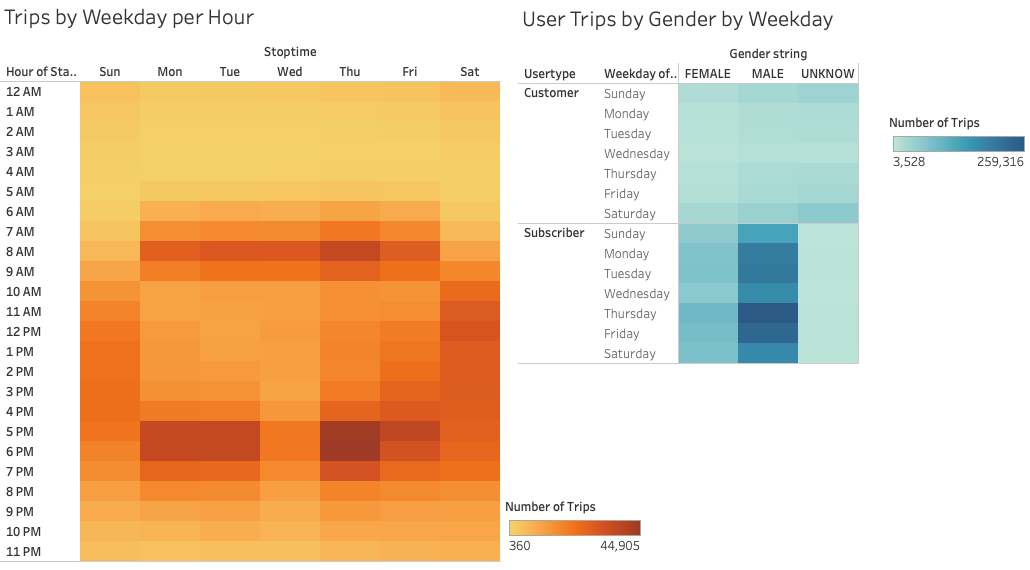 Trips by Weekday per Hour
Stoptime
Hour of Sta.. Sun Mon Tue Wed Thu Fri Sat
12 AM
1 AM
2 AM
3 AM
4 AM
5 AM
6 AM
7 AM
8 AM
9 AM
10 AM
11 AM
12 PM
1 PM
2 PM
3 PM
4 PM
5 PM
6 PM
7 PM
8 PM
9 PM
10 PM
11 PM
Number of Trips
360 44,905
User Trips by Gender by Weekday
Gender string
Usertype Weekday of.. FEMALE MALE UNKNOW
Customer Sunday
Monday
Tuesday
Wednesday
Thursday
Friday
Saturday
Subscriber Sunday
Monday
Tuesday
Wednesday
Thursday
Friday
Saturday
Number of Trips
3,528 259,316